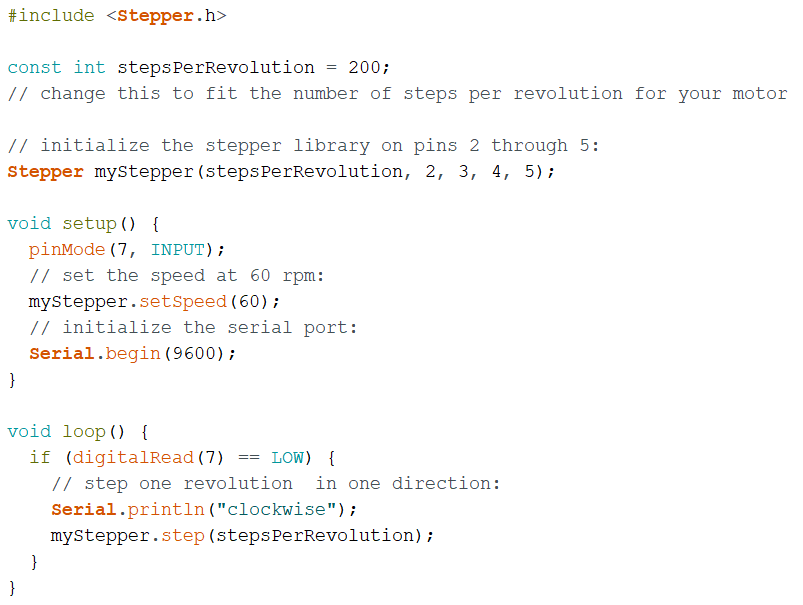 #include <Stepper.h>

const int stepsPerRevolution = 200;
// change this to fit the number of steps per revolution for your motor

// initialize the stepper library on pins 2 through 5:
Stepper myStepper(stepsPerRevolution, 2, 3, 4, 5);

void setup() {
  pinMode(7, INPUT);
  // set the speed at 60 rpm:
  myStepper.setSpeed(60);
  // initialize the serial port:
  Serial.begin(9600);
}

void loop() {
  if (digitalRead(7) == LOW) {
    // step one revolution  in one direction:
    Serial.println("clockwise");
    myStepper.step(stepsPerRevolution);
  }
}